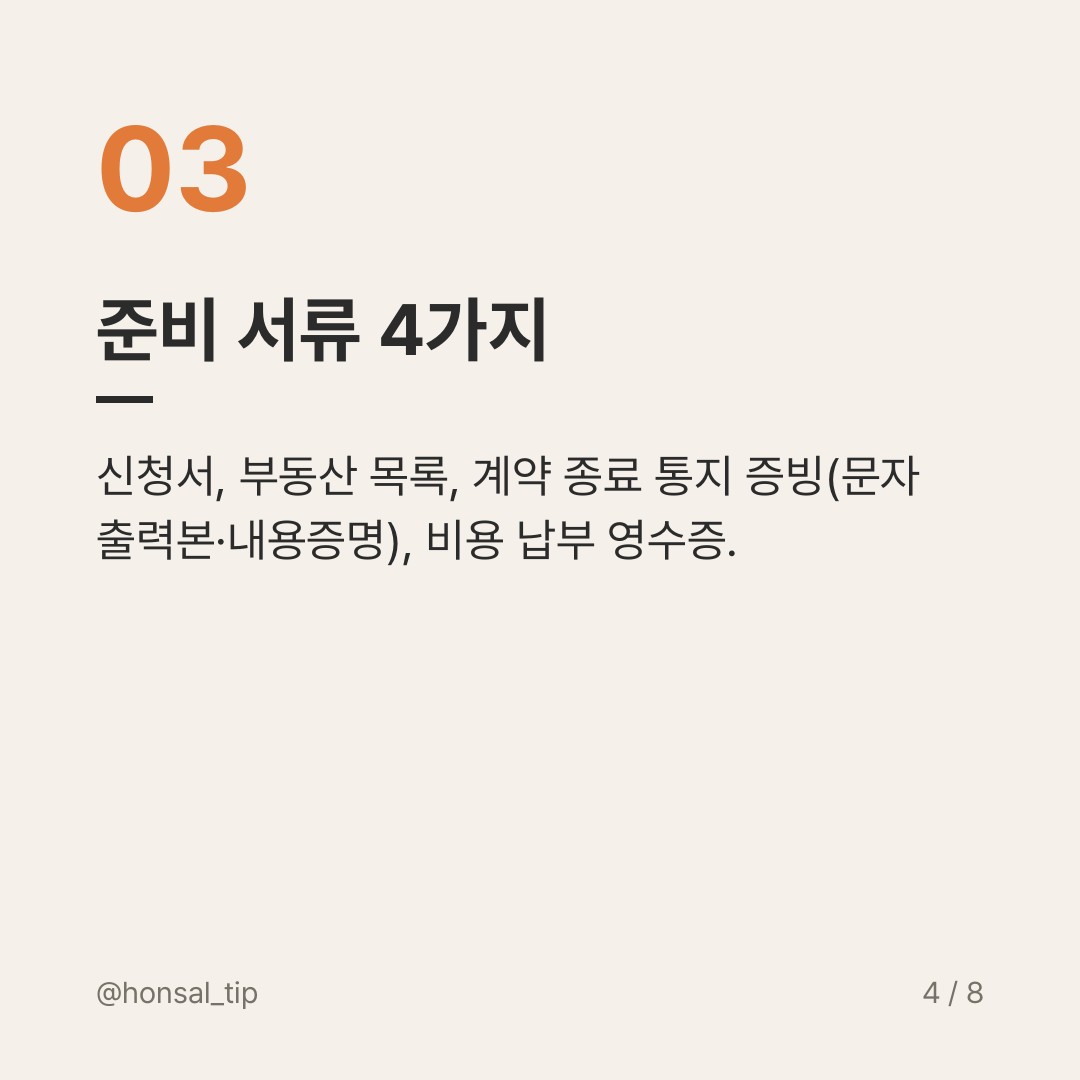 03
준비 서류 4가지
신청서, 부동산 목록, 계약 종료 통지 증빙(문자
출력본·내용증명), 비용 납부 영수증.
@honsal_tip
4 / 8